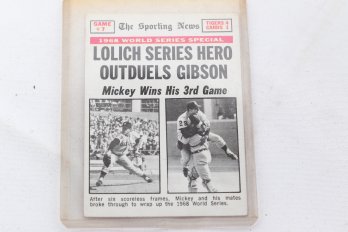 GAME #7
The Sporting News
TIGERS 4
CARDS 1
1968 WORLD SERIES SPECIAL
LOLICH SERIES HERO
OUTDUELS GIBSON
Mickey Wins His 3rd Game
After six scoreless frames, Mickey and his mates
broke through to wrap up the 1968 World Series.